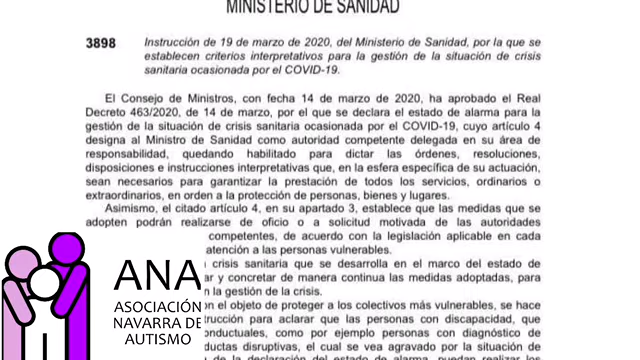 MINISTERIO DE SANIDAD
3898 Instrucción de 19 de marzo de 2020, del Ministerio de Sanidad, por la que se
establecen criterios interpretativos para la gestión de la situación de crisis
sanitaria ocasionada por el COVID-19.
El Consejo de Ministros, con fecha 14 de marzo de 2020, ha aprobado el Real
Decreto 463/2020, de 14 de marzo, por el que se declara el estado de alarma para la
gestión de la situación de crisis sanitaria ocasionada por el COVID-19, cuyo artículo 4
designa al Ministro de Sanidad como autoridad competente delegada en su área de
responsabilidad, quedando habilitado para dictar las órdenes, resoluciones,
disposiciones e instrucciones interpretativas que, en la esfera específica de su actuación,
sean necesarios para garantizar la prestación de todos los servicios, ordinarios o
extraordinarios, en orden a la protección de personas, bienes y lugares.
Asimismo, el citado artículo 4, en su apartado 3, establece que las medidas que se
adopten podrán realizarse de oficio o a solicitud motivada de las autoridades
competentes, de acuerdo con la legislación aplicable en cada
atención a las personas vulnerables.
crisis sanitaria que se desarrolla en el marco del estado de
ar y concretar de manera continua las medidas adoptadas, para
n la gestión de la crisis.
on el objeto de proteger a los colectivos más vulnerables, se hace
strucción para aclarar que las personas con discapacidad, que
onductuales, como por ejemplo personas con diagnóstico de
ductas disruptivas, el cual se vea agravado por la situación de
de la declaración del estado de alarma, puedan realizar los
ANA
ASOCIACIÓN
NAVARRA DE
AUTISMO